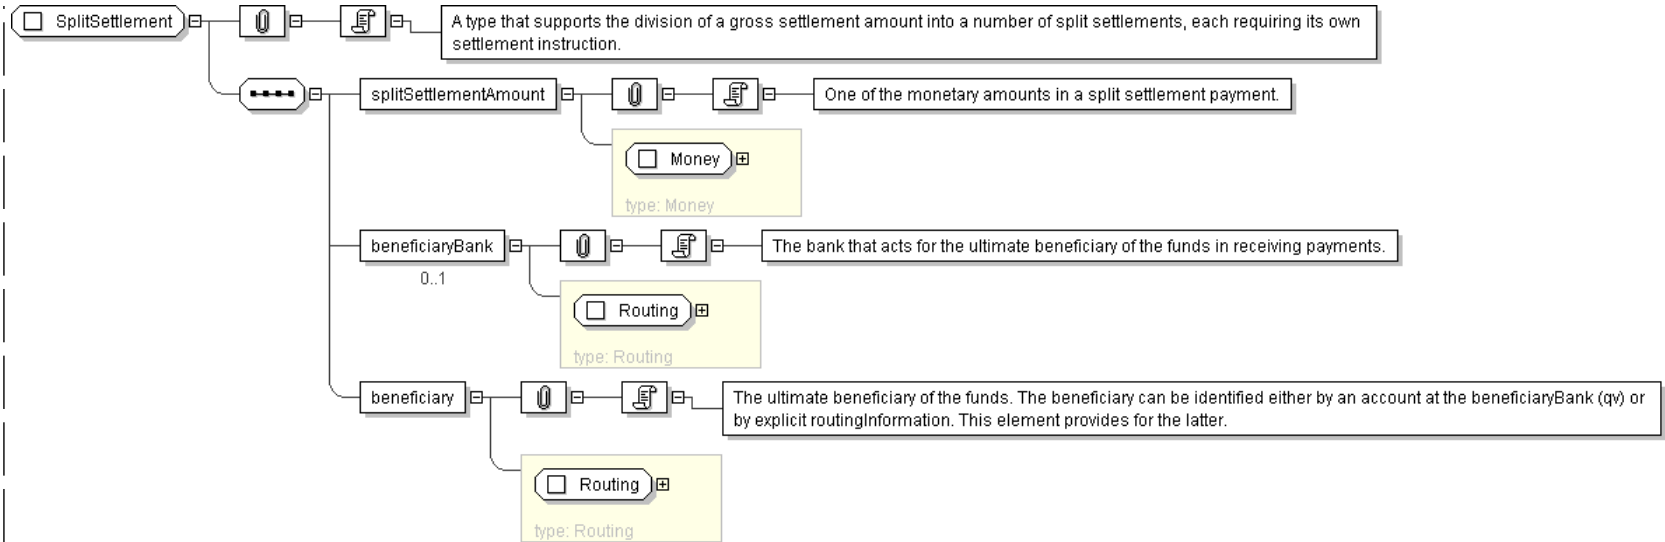 SplitSettlement
A type that supports the division of a gross settlement amount into a number of split settlements, each requiring its own
settlement instruction.
splitSettlementAmount
One of the monetary amounts in a split settlement payment.
Money
type: Money
beneficiaryBank
The bank that acts for the ultimate beneficiary of the funds in receiving payments.
0..1
Routing
type: Routing
beneficiary
The ultimate beneficiary of the funds. The beneficiary can be identified either by an account at the beneficiaryBank (qv) or
by explicit routingInformation. This element provides for the latter.
Routing
type: Routing